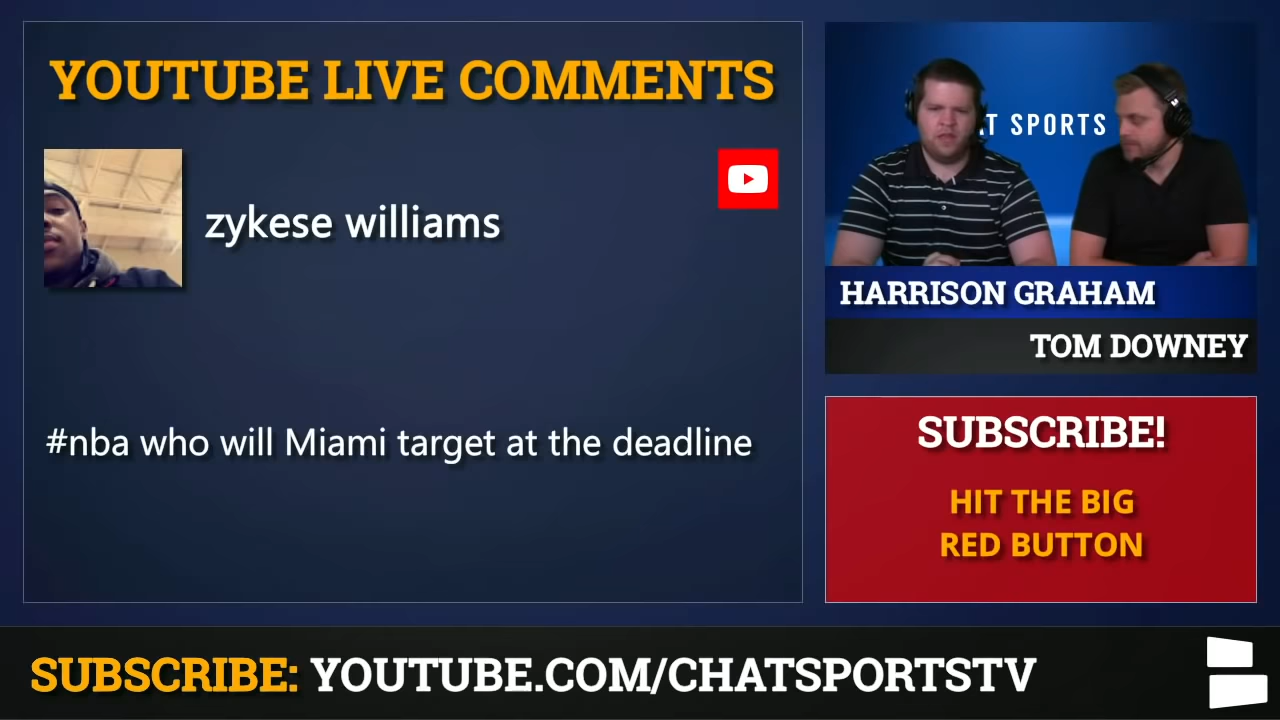 YOUTUBE LIVE COMMENTS
zykese williams
#nba who will Miami target at the deadline
AT SPORTS
HARRISON GRAHAM
TOM DOWNEY
SUBSCRIBE!
HIT THE BIG
RED BUTTON
SUBSCRIBE: YOUTUBE.COM/CHATSPORTSTV